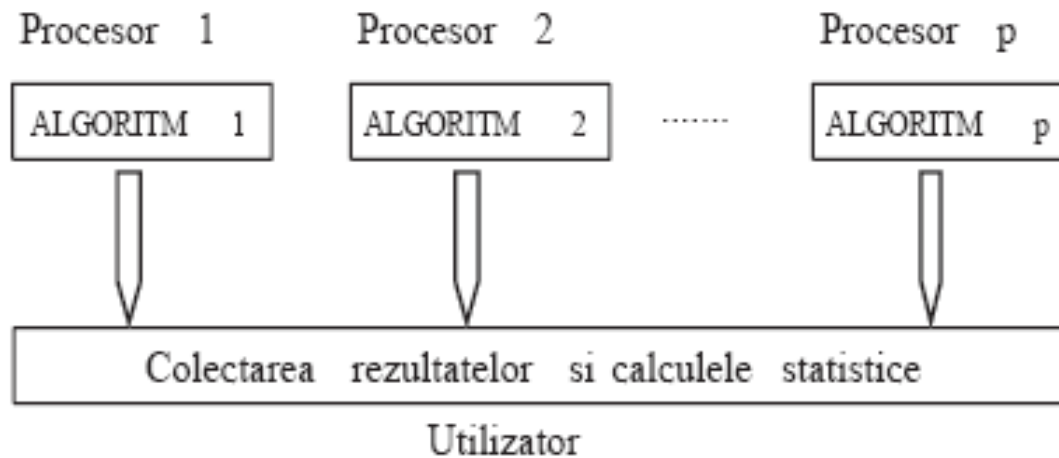 Procesor 1 Procesor 2 Procesor p
ALGORITM 1 ALGORITM 2 ....... ALGORITM p
Colectarea rezultatelor si calculele statistice
Utilizator